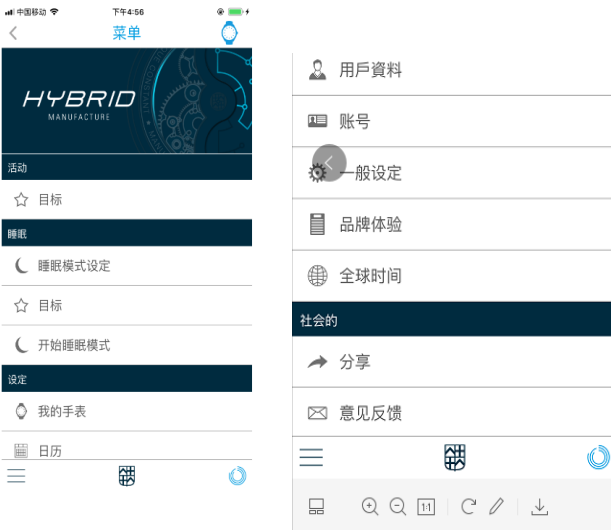 中国移动
下午4:56
菜单
HYBRID
MANUFACTURE
活动
目标
睡眠
睡眠模式设定
目标
开始睡眠模式
设定
我的手表
日历
用戶資料
账号
一般设定
品牌体验
全球时间
社会的
分享
意见反馈
1:1